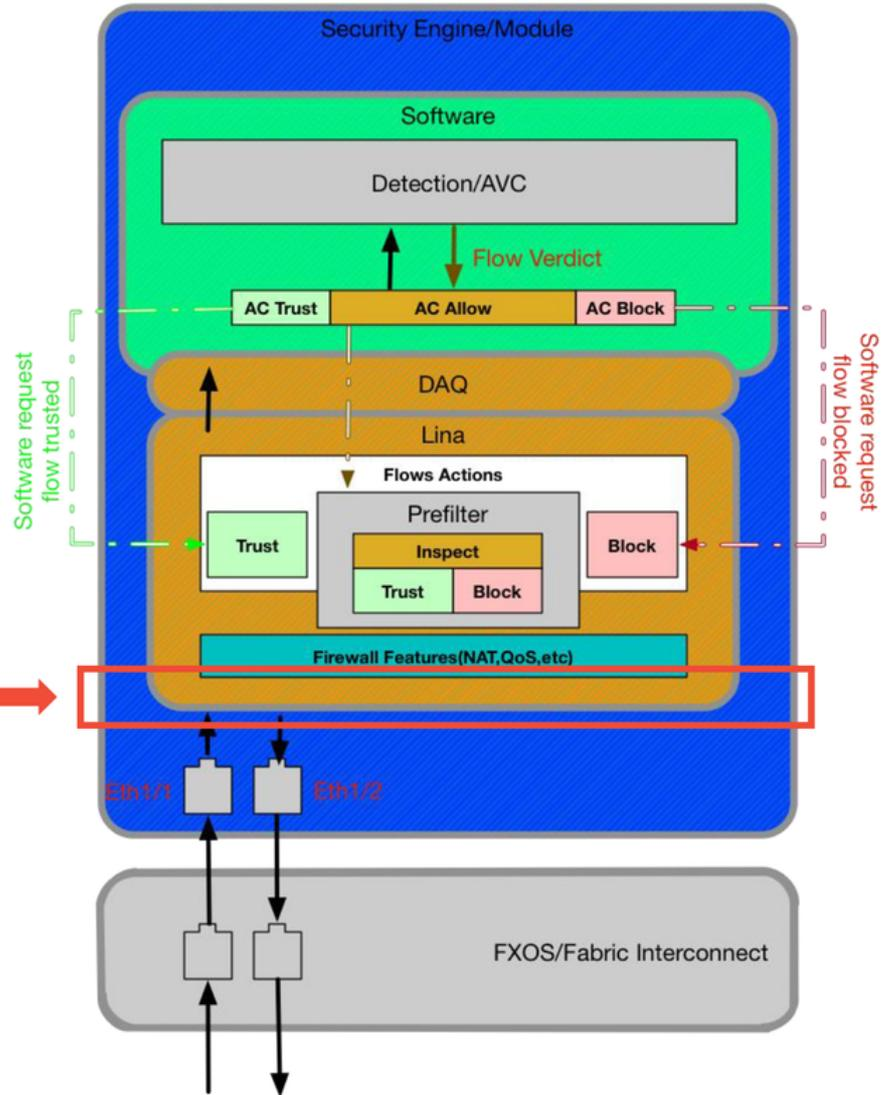 Security Engine/Module
Software
Detection/AVC
Flow Verdict
AC Trust
AC Allow
AC Block
Software request
flow trusted
Software request
flow blocked
DAQ
Lina
Flows Actions
Prefilter
Trust
Inspect
Block
Trust
Block
Firewall Features(NAT,QoS,etc)
Eth1/1
Eth1/2
FXOS/Fabric Interconnect